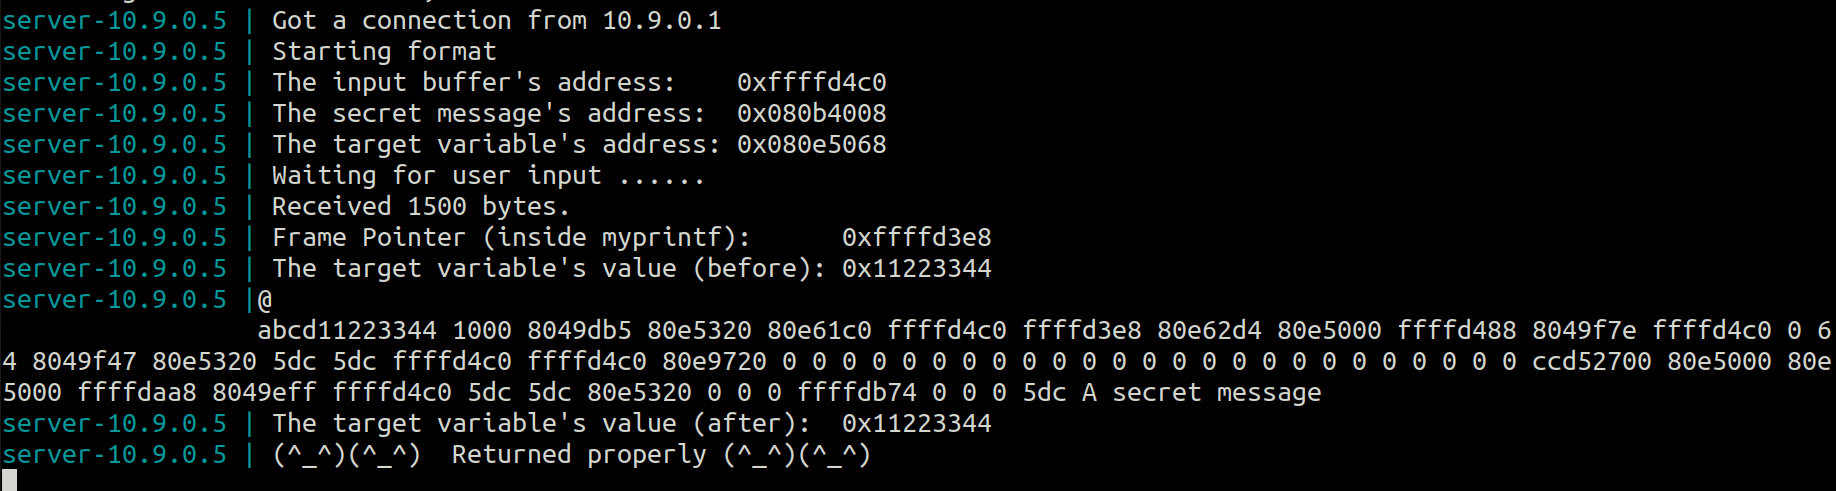 server-10.9.0.5 | Got a connection from 10.9.0.1
server-10.9.0.5 | Starting format
server-10.9.0.5 | The input buffer's address:    0xffffd4c0
server-10.9.0.5 | The secret message's address:  0x080b4008
server-10.9.0.5 | The target variable's address: 0x080e5068
server-10.9.0.5 | Waiting for user input ......
server-10.9.0.5 | Received 1500 bytes.
server-10.9.0.5 | Frame Pointer (inside myprintf):      0xffffd3e8
server-10.9.0.5 | The target variable's value (before): 0x11223344
server-10.9.0.5 |@
abcd11223344 1000 8049db5 80e5320 80e61c0 ffffd4c0 ffffd3e8 80e62d4 80e5000 ffffd488 8049f7e ffffd4c0 0 6
4 8049f47 80e5320 5dc 5dc ffffd4c0 ffffd4c0 80e9720 0 0 0 0 0 0 0 0 0 0 0 0 0 0 0 0 0 0 0 0 0 0 0 0 0 ccd52700 80e5000 80e
5000 ffffdaa8 8049eff ffffd4c0 5dc 5dc 80e5320 0 0 0 ffffdb74 0 0 0 5dc A secret message
server-10.9.0.5 | The target variable's value (after):  0x11223344
server-10.9.0.5 | (^_^)(^_^)  Returned properly (^_^)(^_^)